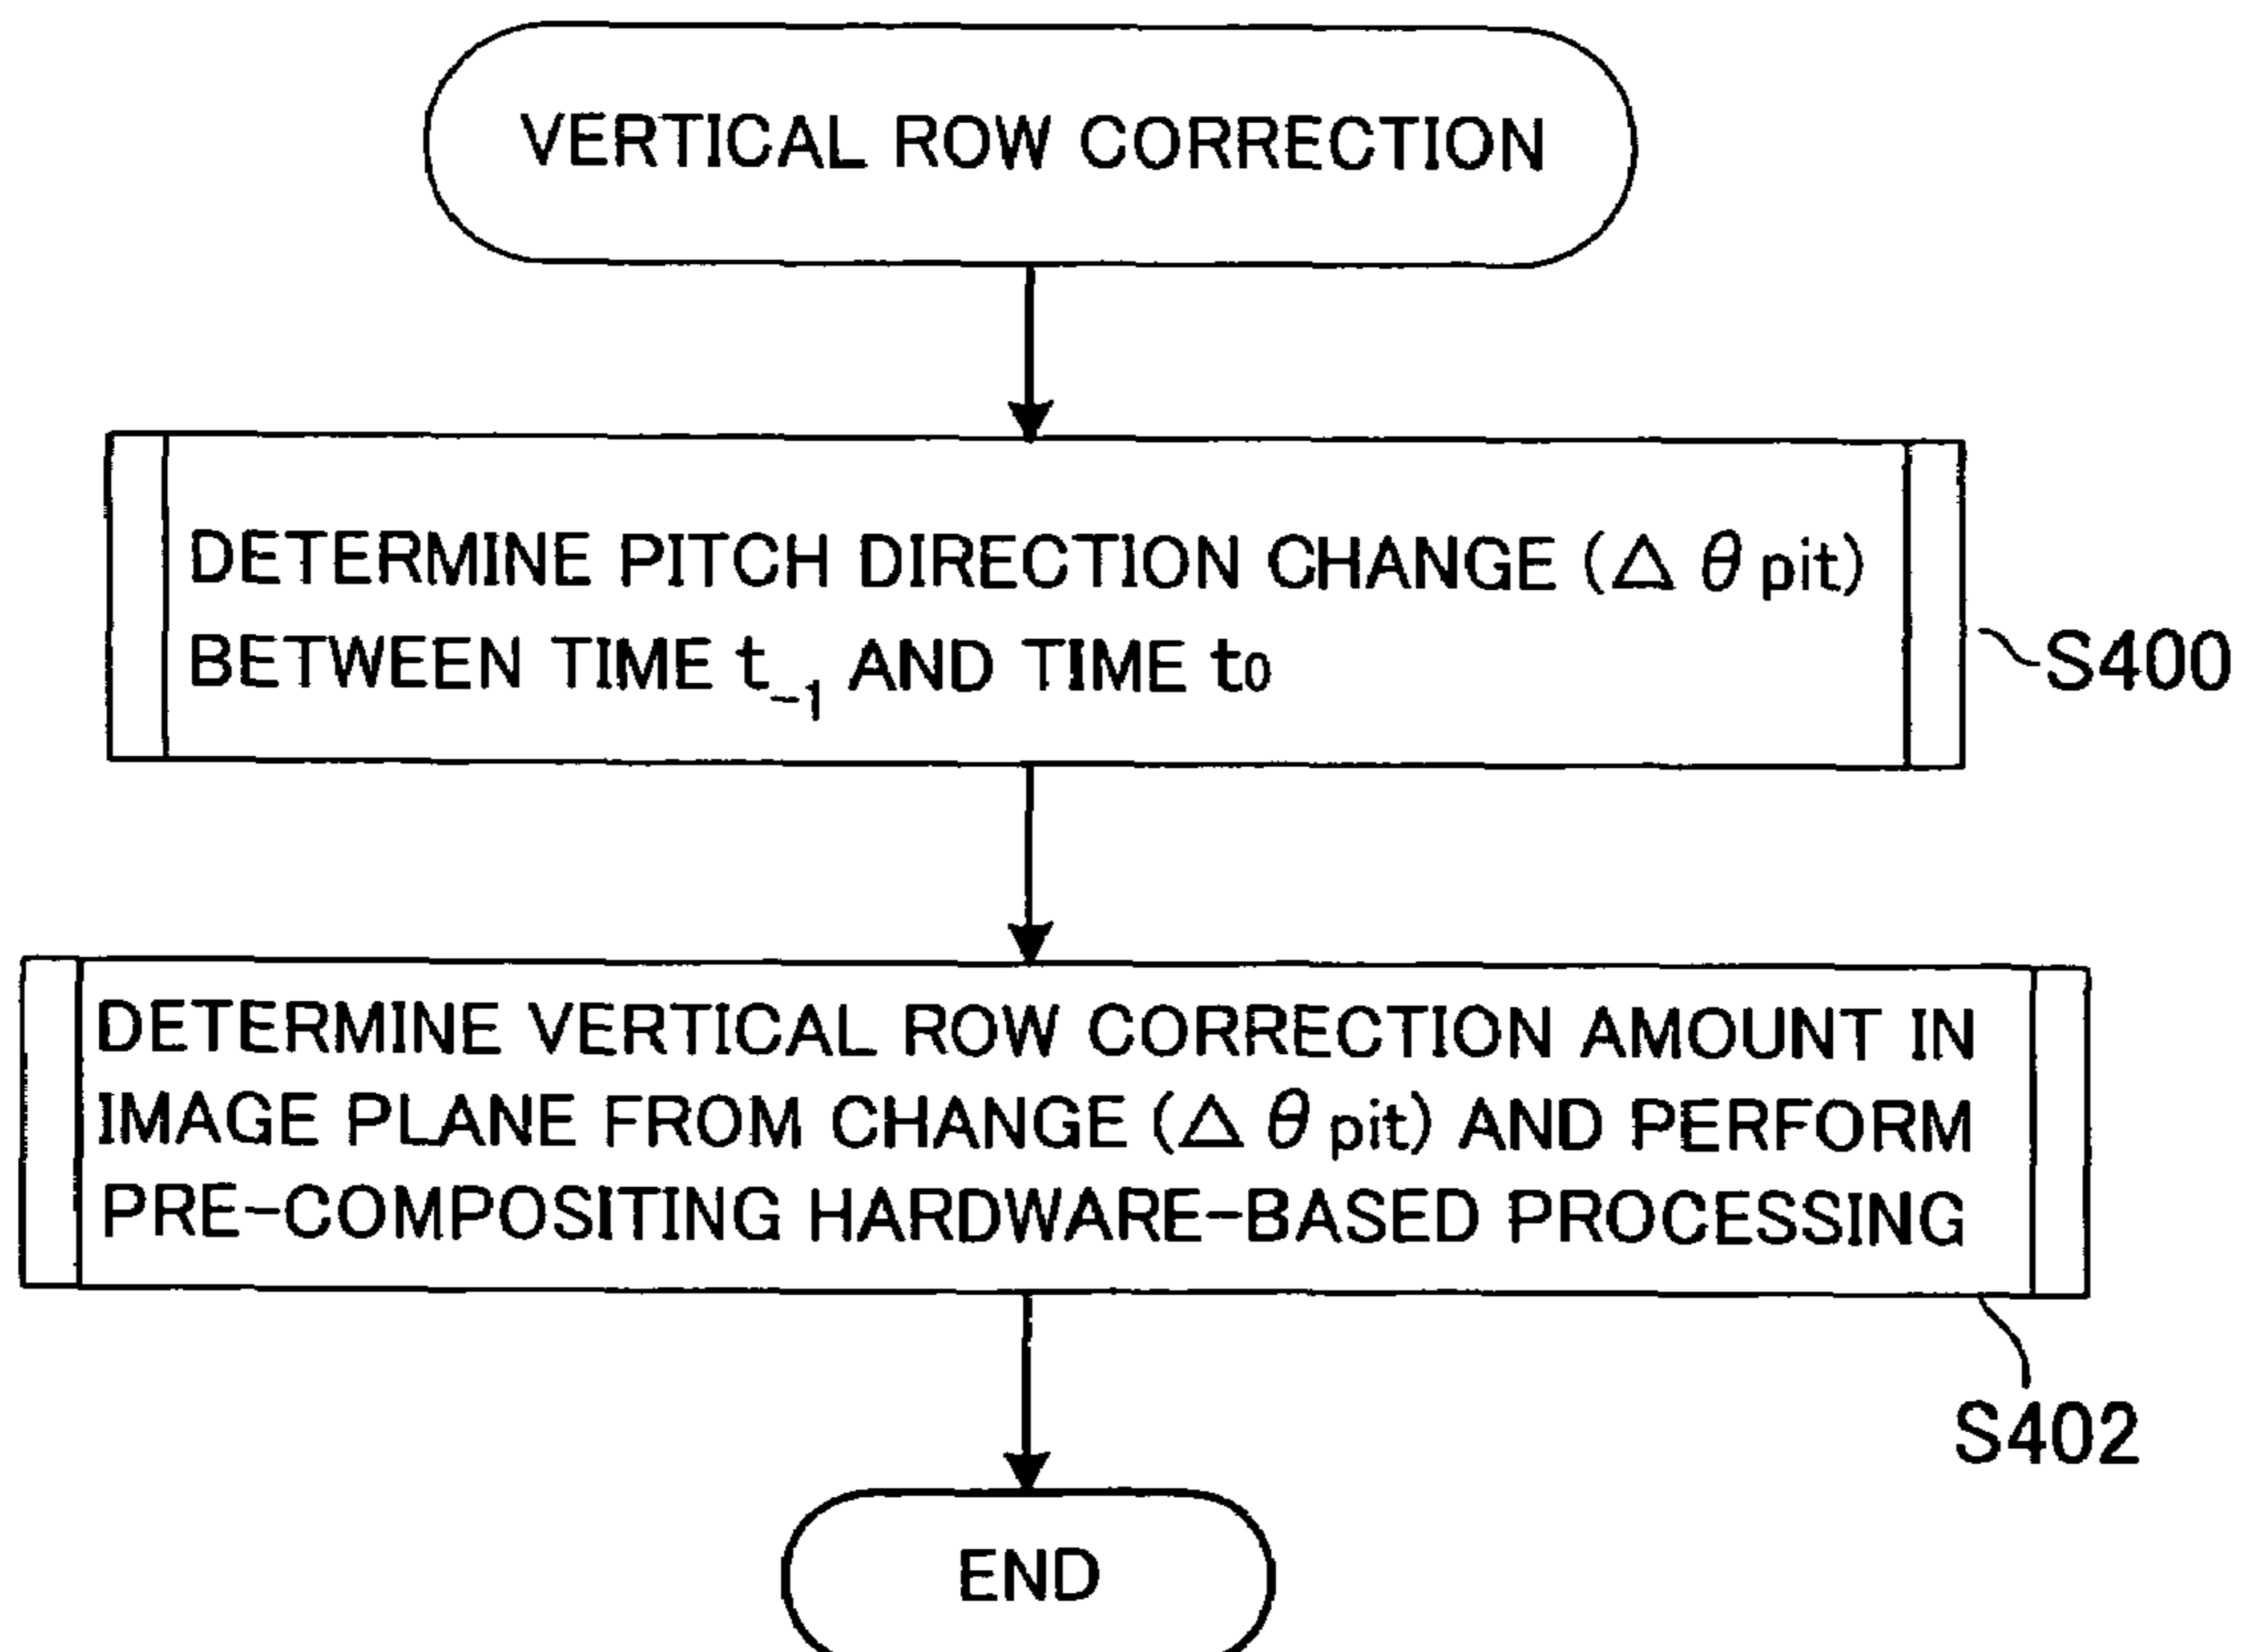 VERTICAL ROW CORRECTION
DETERMINE PITCH DIRECTION CHANGE (△ θ pit)
BETWEEN TIME t₋₁ AND TIME t₀
S400
DETERMINE VERTICAL ROW CORRECTION AMOUNT IN
IMAGE PLANE FROM CHANGE (△ θ pit) AND PERFORM
PRE-COMPOSITING HARDWARE-BASED PROCESSING
S402
END